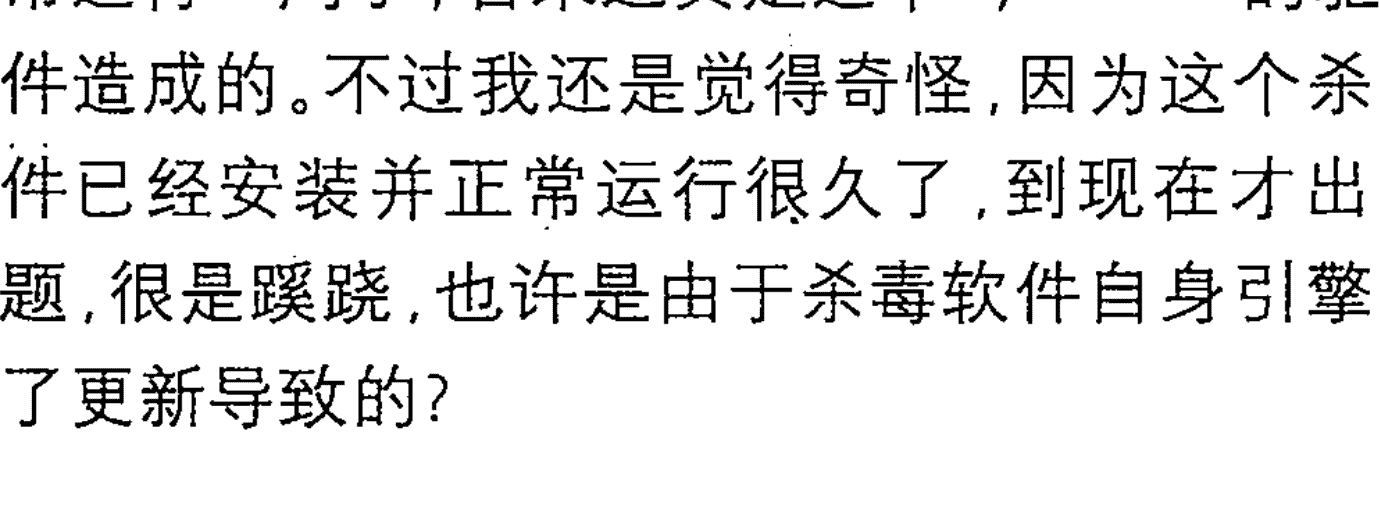 件造成的。不过我还是觉得奇怪,因为这个杀
件已经安装并正常运行很久了,到现在才出
题,很是蹊跷,也许是由于杀毒软件自身引擎
了更新导致的?